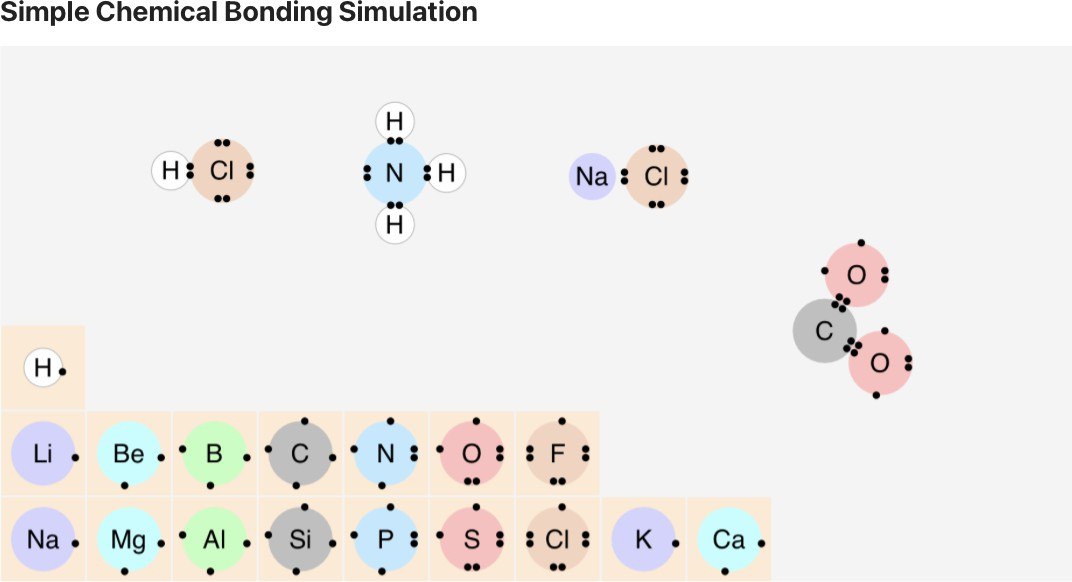 Simple Chemical Bonding Simulation
H
H Cl
N H
Na Cl
H
O
C
O
H
Li Be B C N O F
Na Mg Al Si P S Cl K Ca